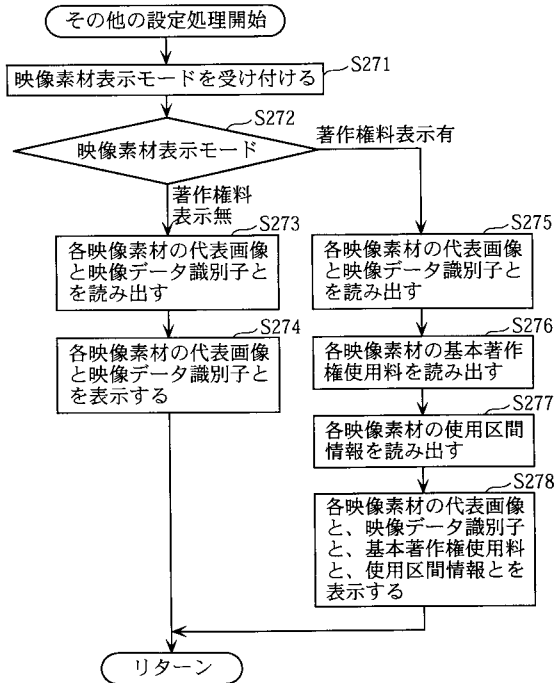 その他の設定処理開始
S271
映像素材表示モードを受け付ける
S272
映像素材表示モード
著作権料表示有
著作権料
表示無
S273
各映像素材の代表画像
と映像データ識別子と
を読み出す
S274
各映像素材の代表画像
と映像データ識別子と
を表示する
S275
各映像素材の代表画像
と映像データ識別子と
を読み出す
S276
各映像素材の基本著作
権使用料を読み出す
S277
各映像素材の使用区間
情報を読み出す
S278
各映像素材の代表画像
と、映像データ識別子
と、基本著作権使用料
と、使用区間情報とを
表示する
リターン